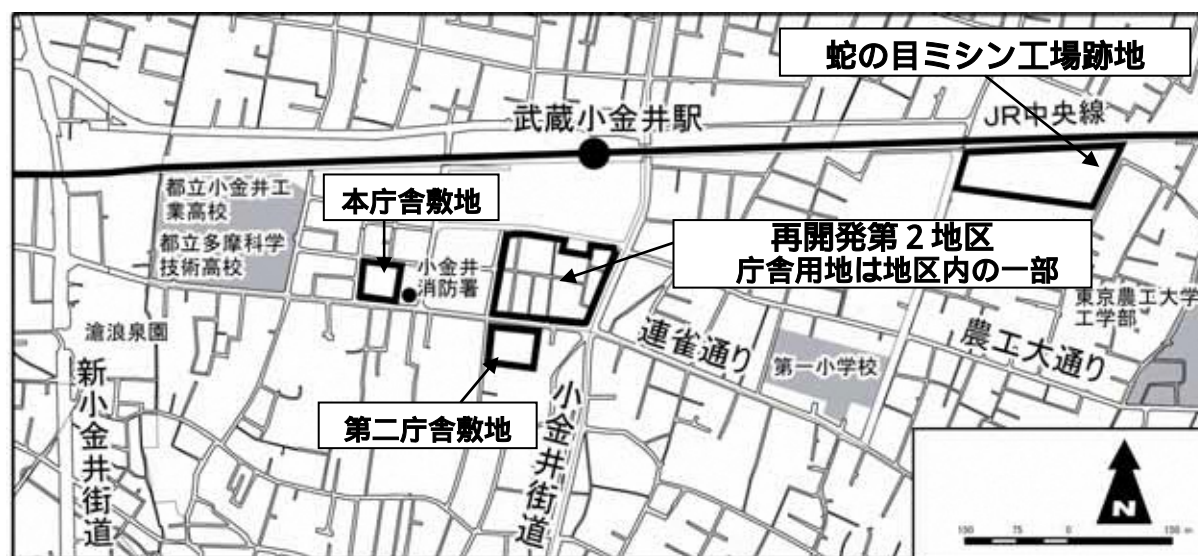 蛇の目ミシン工場跡地
武蔵小金井駅
JR中央線
都立小金井工
業高校
都立多摩科学
技術高校
本庁舎敷地
小金井
消防署
再開発第2地区
庁舎用地は地区内の一部
東京農工大学
工学部
滄浪泉園
連雀通り
農工大通り
第一小学校
新小金井街道
第二庁舎敷地
小金井街道
N
150 75 0 150 m